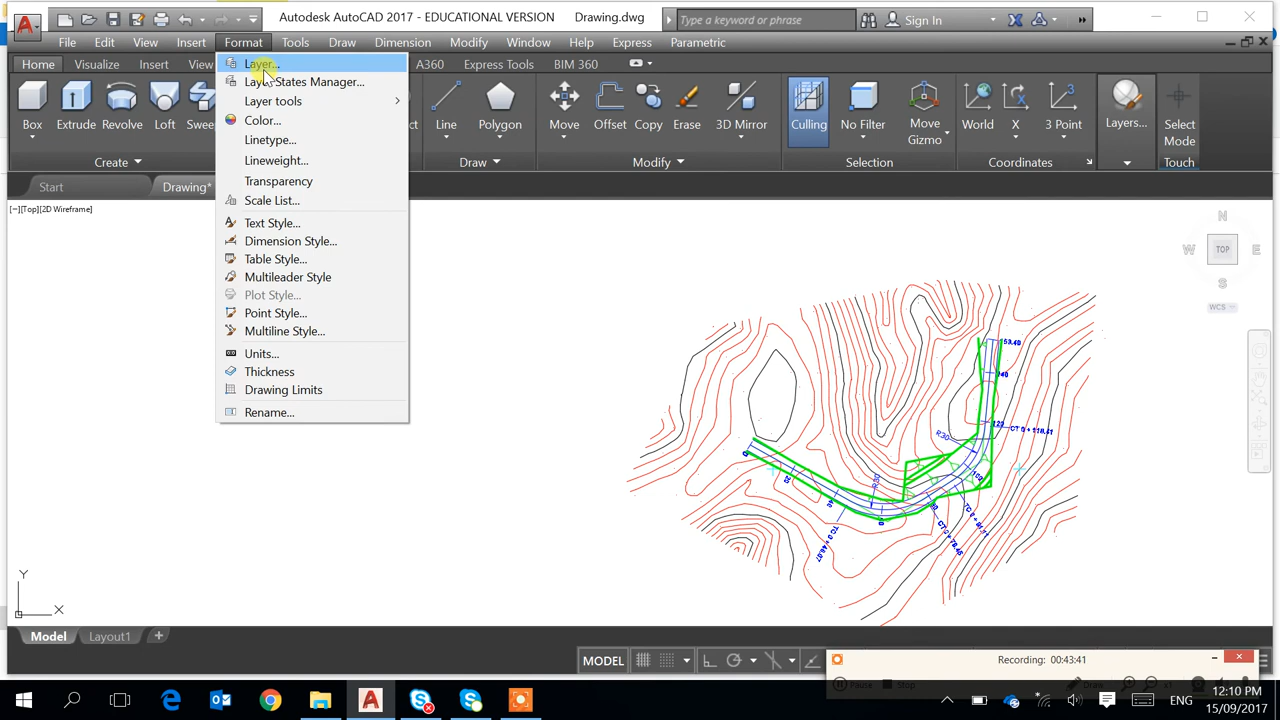 Autodesk AutoCAD 2017 - EDUCATIONAL VERSION Drawing.dwg
Type a keyword or phrase
Sign In
File Edit View Insert Format Tools Draw Dimension Modify Window Help Express Parametric
Home Visualize Insert View A360 Express Tools BIM 360
Box Extrude Revolve Loft Line Polygon Move Offset Copy Erase 3D Mirror Culling No Filter Move Gizmo World X 3 Point Layers... Select Mode
Create Draw Modify Selection Coordinates Touch
Start Drawing*
[−][Top][2D Wireframe]
Layer...
Layer States Manager...
Layer tools
Color...
Linetype...
Lineweight...
Transparency
Scale List...
Text Style...
Dimension Style...
Table Style...
Multileader Style
Plot Style...
Point Style...
Multiline Style...
Units...
Thickness
Drawing Limits
Rename...
N
W TOP E
S
WCS
Y
X
Model Layout1 +
MODEL
Recording: 00:43:41
Pause Stop Draw x1
ENG
12:10 PM
15/09/2017